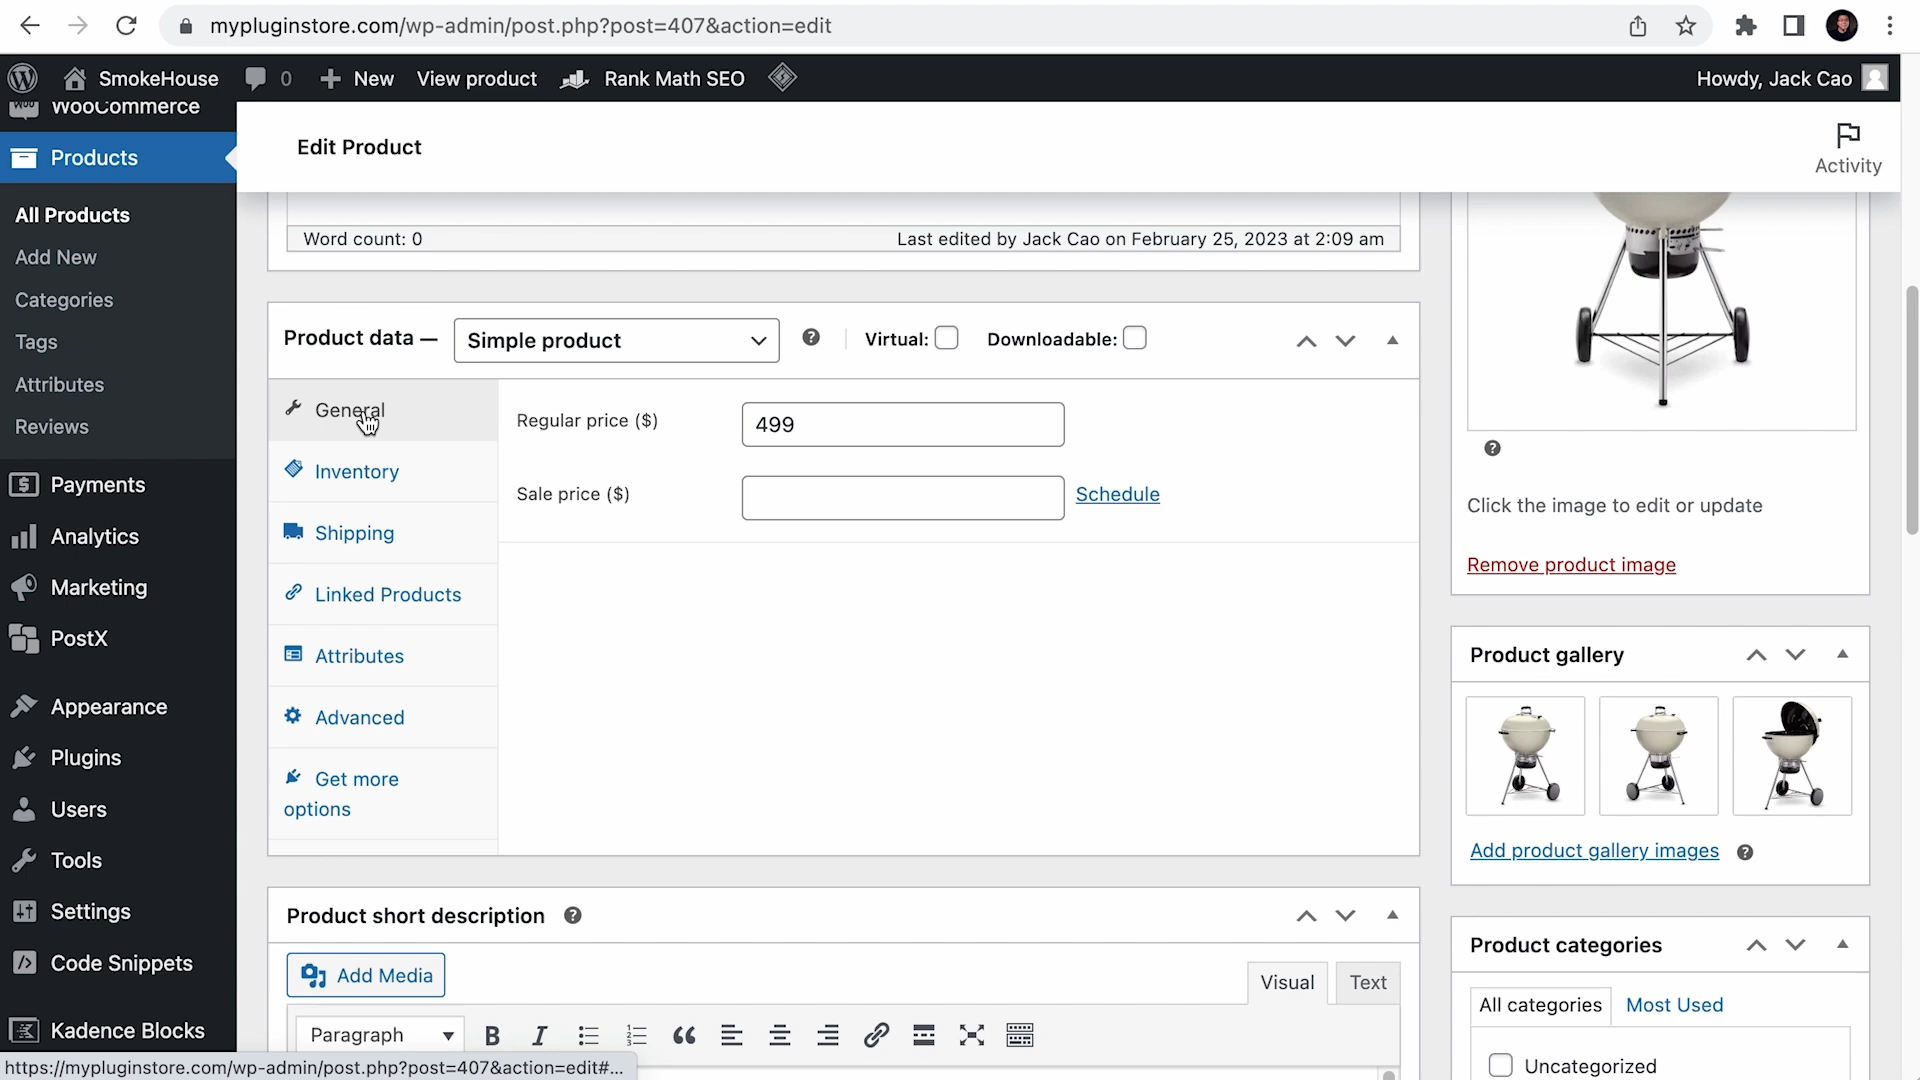 mypluginstore.com/wp-admin/post.php?post=407&action=edit
SmokeHouse
0
New
View product
Rank Math SEO
Howdy, Jack Cao
WooCommerce
Products
All Products
Add New
Categories
Tags
Attributes
Reviews
Payments
Analytics
Marketing
PostX
Appearance
Plugins
Users
Tools
Settings
Code Snippets
Kadence Blocks
https://mypluginstore.com/wp-admin/post.php?post=407&action=edit#...
Edit Product
Activity
Word count: 0
Last edited by Jack Cao on February 25, 2023 at 2:09 am
Product data —
Simple product
Virtual:
Downloadable:
General
Inventory
Shipping
Linked Products
Attributes
Advanced
Get more
options
Regular price ($)
499
Sale price ($)
Schedule
Product short description
Add Media
Visual
Text
Paragraph
Click the image to edit or update
Remove product image
Product gallery
Add product gallery images
Product categories
All categories
Most Used
Uncategorized